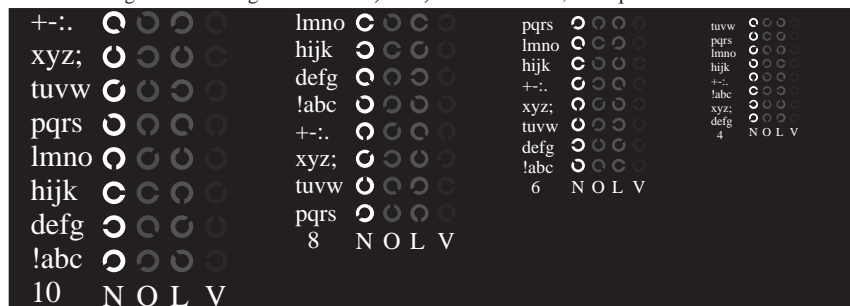 +-:.
xyz;
tuvw
pqrs
lmno
hijk
defg
!abc
10 N O L V
lmno
hijk
defg
!abc
+-:.
xyz;
tuvw
pqrs
8 N O L V
pqrs
lmno
hijk
+-:.
xyz;
tuvw
defg
!abc
6 N O L V
tuvw
pqrs
lmno
hijk
+-:.
!abc
xyz;
defg
4 N O L V